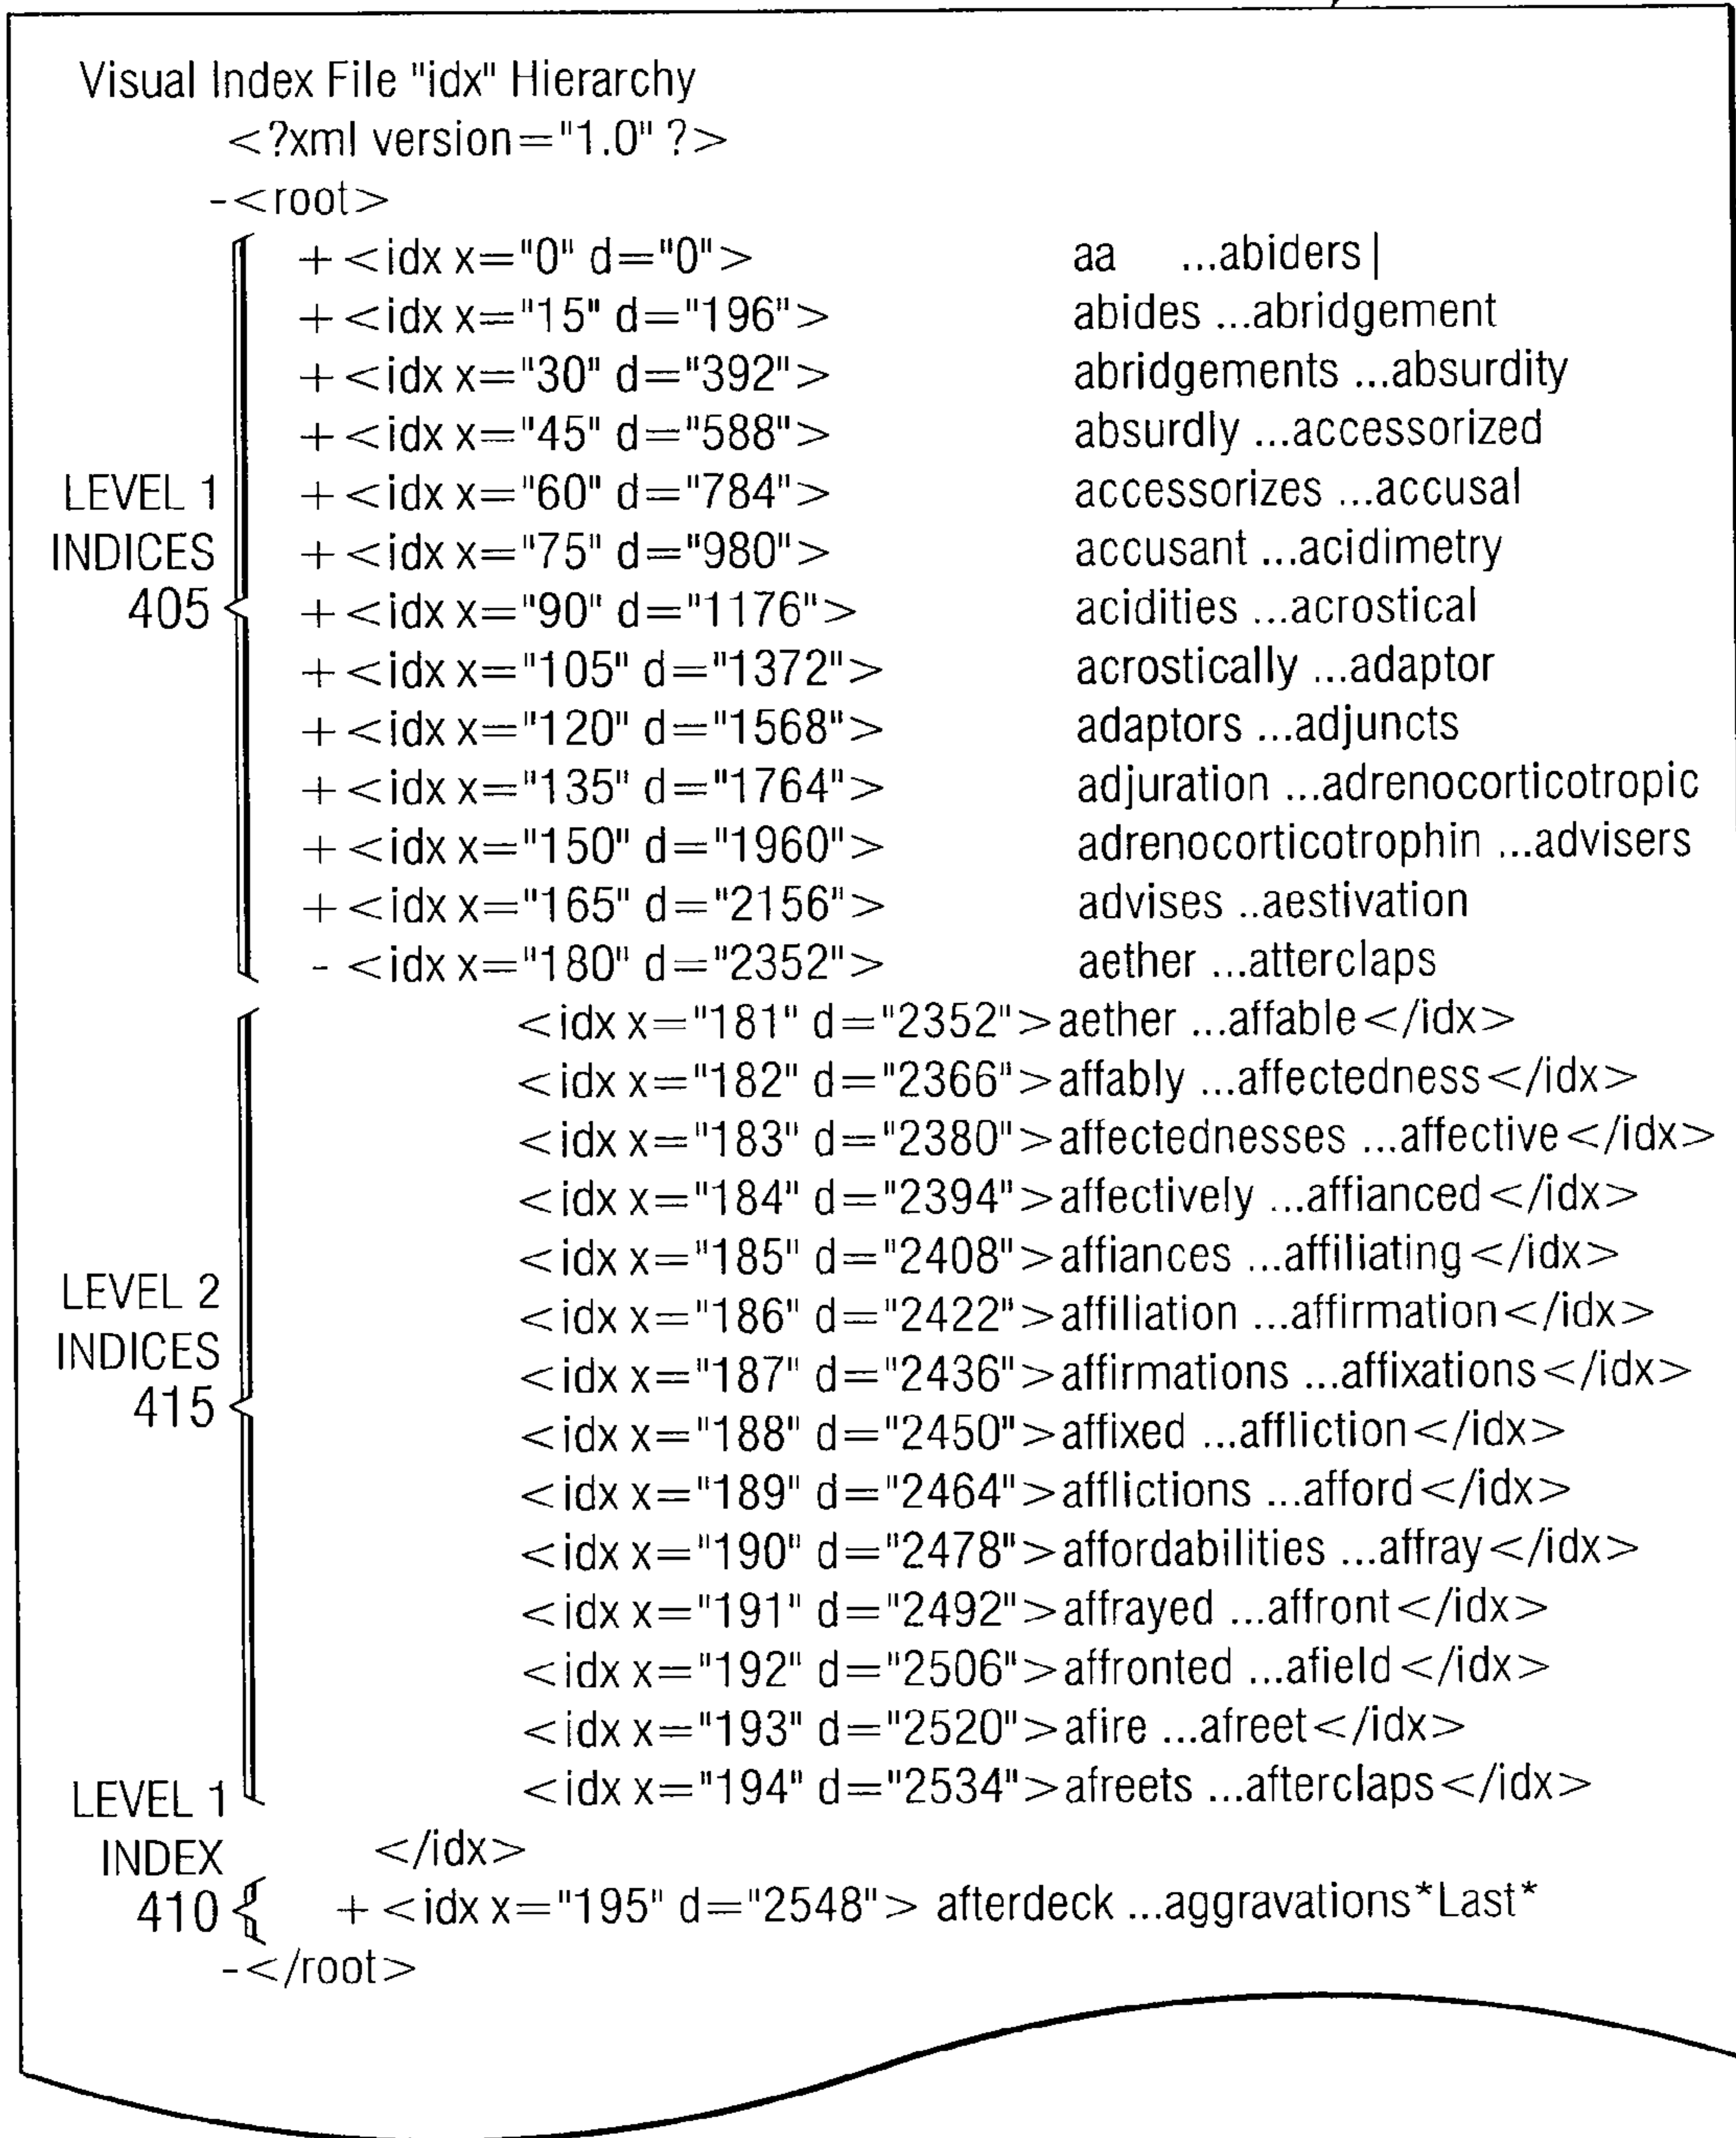 Visual Index File "idx" Hierarchy
<?xml version="1.0" ?>
-<root>
+<idx x="0" d="0"> aa ...abiders|
+<idx x="15" d="196"> abides ...abridgement
+<idx x="30" d="392"> abridgements ...absurdity
+<idx x="45" d="588"> absurdly ...accessorized
LEVEL 1 +<idx x="60" d="784"> accessorizes ...accusal
INDICES +<idx x="75" d="980"> accusant ...acidimetry
405 +<idx x="90" d="1176"> acidities ...acrostical
+<idx x="105" d="1372"> acrostically ...adaptor
+<idx x="120" d="1568"> adaptors ...adjuncts
+<idx x="135" d="1764"> adjuration ...adrenocorticotropic
+<idx x="150" d="1960"> adrenocorticotrophin ...advisers
+<idx x="165" d="2156"> advises ..aestivation
- <idx x="180" d="2352"> aether ...atterclaps
<idx x="181" d="2352">aether ...affable</idx>
<idx x="182" d="2366">affably ...affectedness</idx>
<idx x="183" d="2380">affectednesses ...affective</idx>
<idx x="184" d="2394">affectively ...affianced</idx>
<idx x="185" d="2408">affiances ...affiliating</idx>
LEVEL 2 <idx x="186" d="2422">affiliation ...affirmation</idx>
INDICES <idx x="187" d="2436">affirmations ...affixations</idx>
415 <idx x="188" d="2450">affixed ...affliction</idx>
<idx x="189" d="2464">afflictions ...afford</idx>
<idx x="190" d="2478">affordabilities ...affray</idx>
<idx x="191" d="2492">affrayed ...affront</idx>
<idx x="192" d="2506">affronted ...afield</idx>
<idx x="193" d="2520">afire ...afreet</idx>
LEVEL 1 <idx x="194" d="2534">afreets ...afterclaps</idx>
INDEX </idx>
410 +<idx x="195" d="2548"> afterdeck ...aggravations*Last*
-</root>